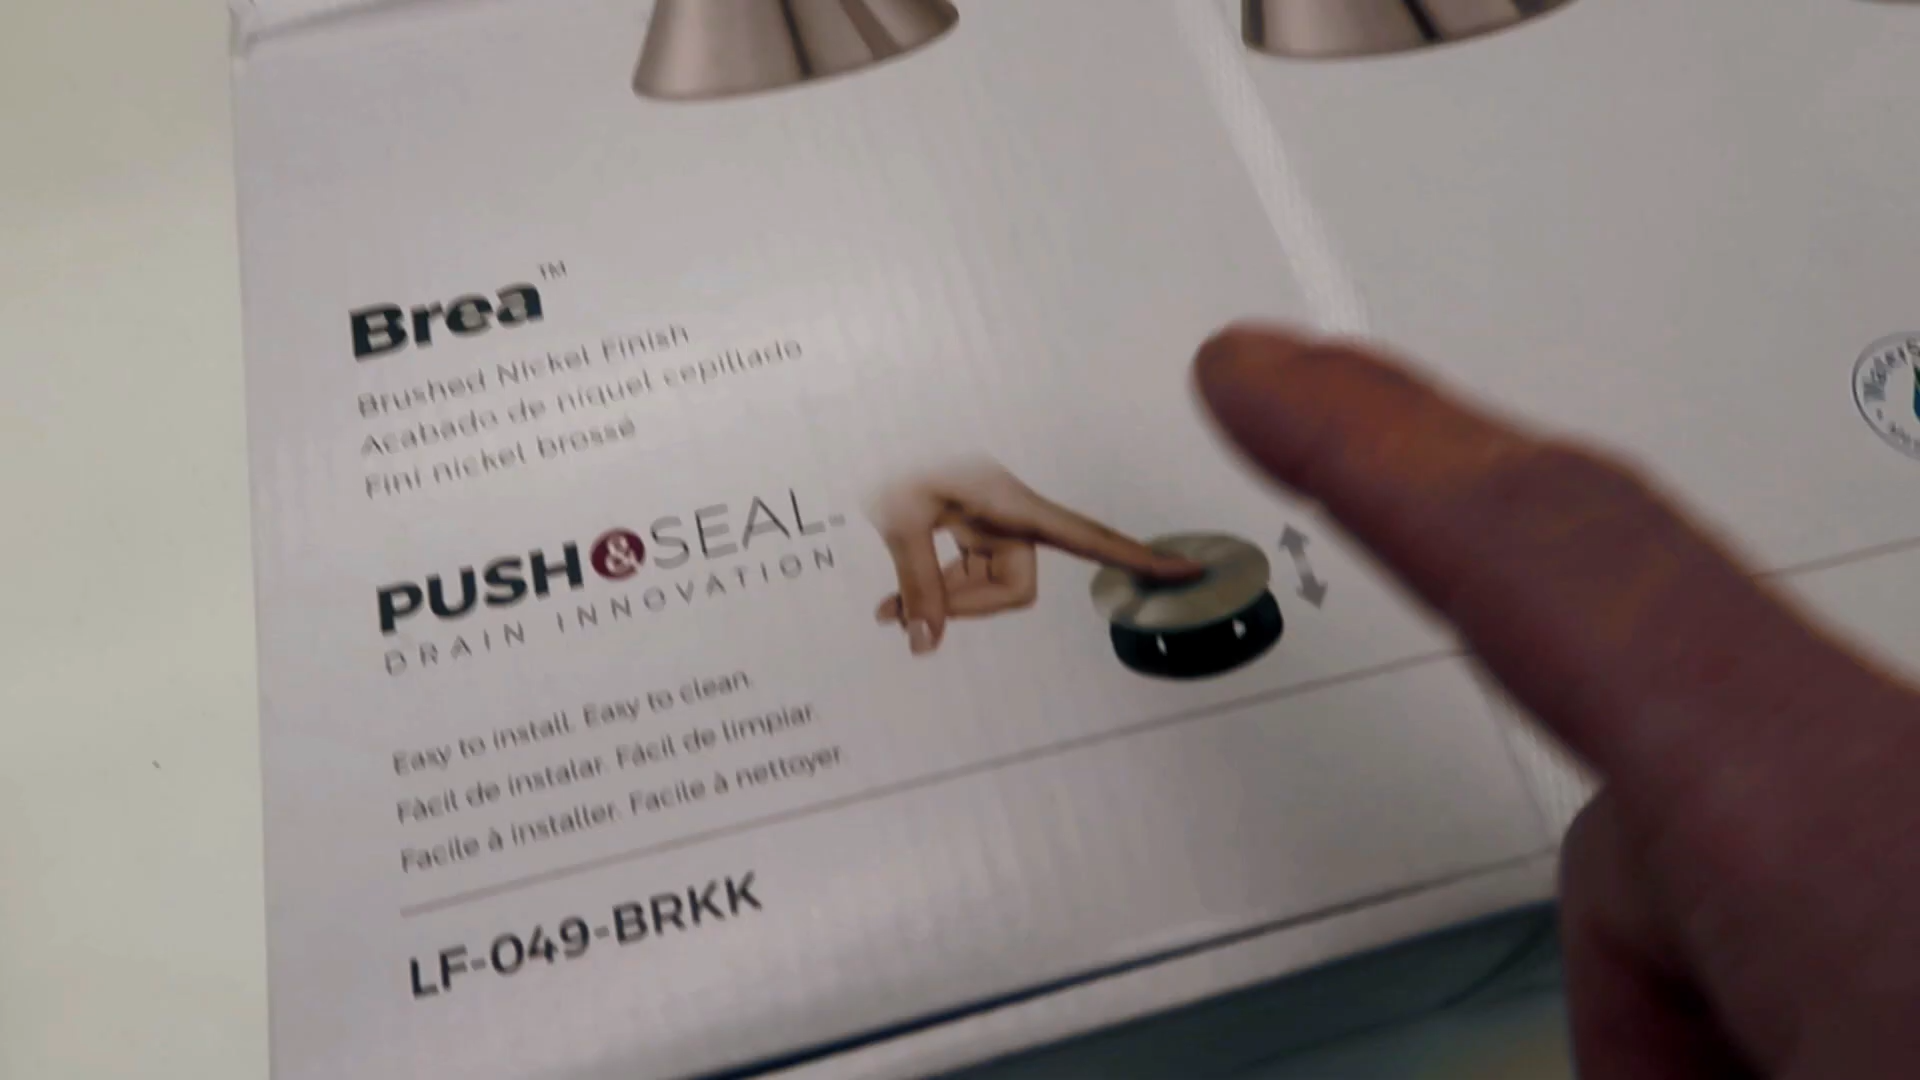 Brea™
Brushed Nickel Finish
Acabado de níquel cepillado
Fini nickel brossé
PUSH&SEAL™
DRAIN INNOVATION
Easy to install. Easy to clean.
Fácil de instalar. Fácil de limpiar.
Facile à installer. Facile à nettoyer.
LF-049-BRKK